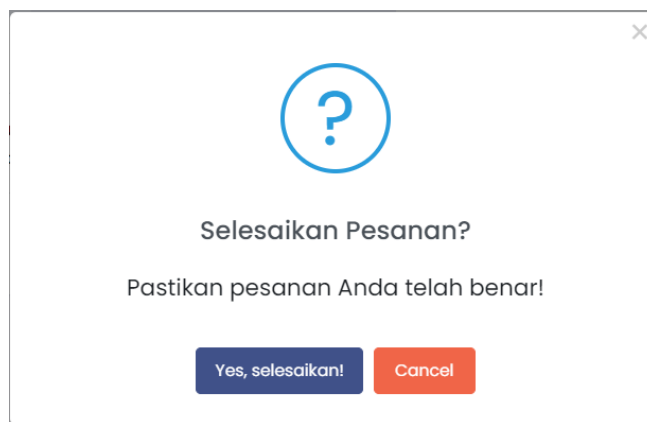 ?
Selesaikan Pesanan?
Pastikan pesanan Anda telah benar!
Yes, selesaikan!
Cancel